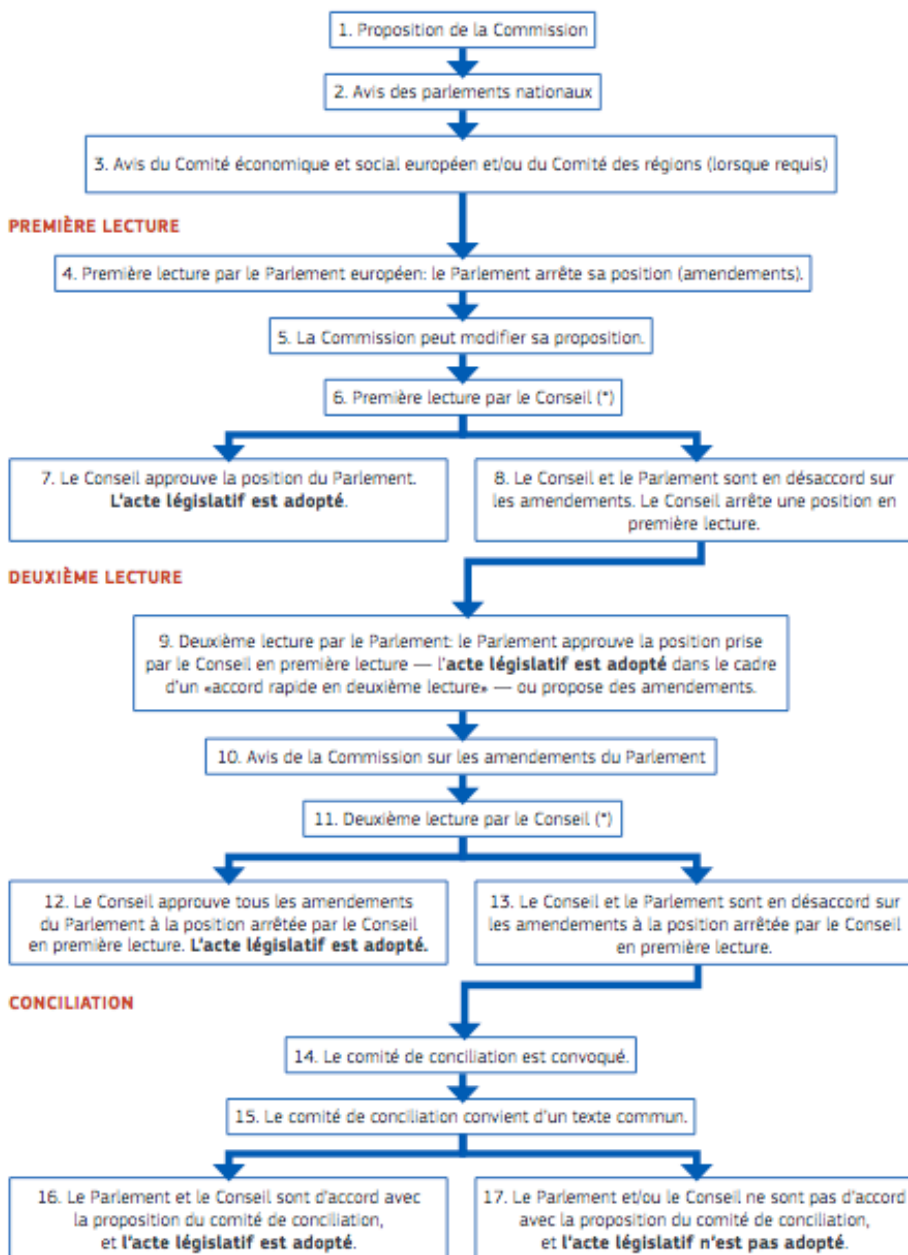 1. Proposition de la Commission
2. Avis des parlements nationaux
3. Avis du Comité économique et social européen et/ou du Comité des régions (lorsque requis)
PREMIÈRE LECTURE
4. Première lecture par le Parlement européen: le Parlement arrête sa position (amendements).
5. La Commission peut modifier sa proposition.
6. Première lecture par le Conseil (*)
7. Le Conseil approuve la position du Parlement.
L'acte législatif est adopté.
8. Le Conseil et le Parlement sont en désaccord sur
les amendements. Le Conseil arrête une position en
première lecture.
DEUXIÈME LECTURE
9. Deuxième lecture par le Parlement: le Parlement approuve la position prise
par le Conseil en première lecture — l'acte législatif est adopté dans le cadre
d'un «accord rapide en deuxième lecture» — ou propose des amendements.
10. Avis de la Commission sur les amendements du Parlement
11. Deuxième lecture par le Conseil (*)
12. Le Conseil approuve tous les amendements
du Parlement à la position arrêtée par le Conseil
en première lecture. L'acte législatif est adopté.
13. Le Conseil et le Parlement sont en désaccord sur
les amendements à la position arrêtée par le Conseil
en première lecture.
CONCILIATION
14. Le comité de conciliation est convoqué.
15. Le comité de conciliation convient d'un texte commun.
16. Le Parlement et le Conseil sont d'accord avec
la proposition du comité de conciliation,
et l'acte législatif est adopté.
17. Le Parlement et/ou le Conseil ne sont pas d'accord
avec la proposition du comité de conciliation,
et l'acte législatif n'est pas adopté.